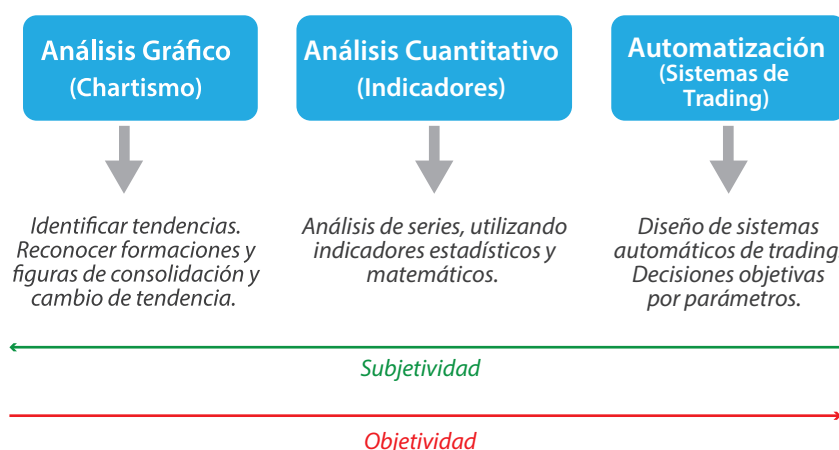 Análisis Gráfico
(Chartismo)
Análisis Cuantitativo
(Indicadores)
Automatización
(Sistemas de
Trading)
Identificar tendencias.
Reconocer formaciones y
figuras de consolidación y
cambio de tendencia.
Análisis de series, utilizando
indicadores estadísticos y
matemáticos.
Diseño de sistemas
automáticos de trading.
Decisiones objetivas
por parámetros.
Subjetividad
Objetividad